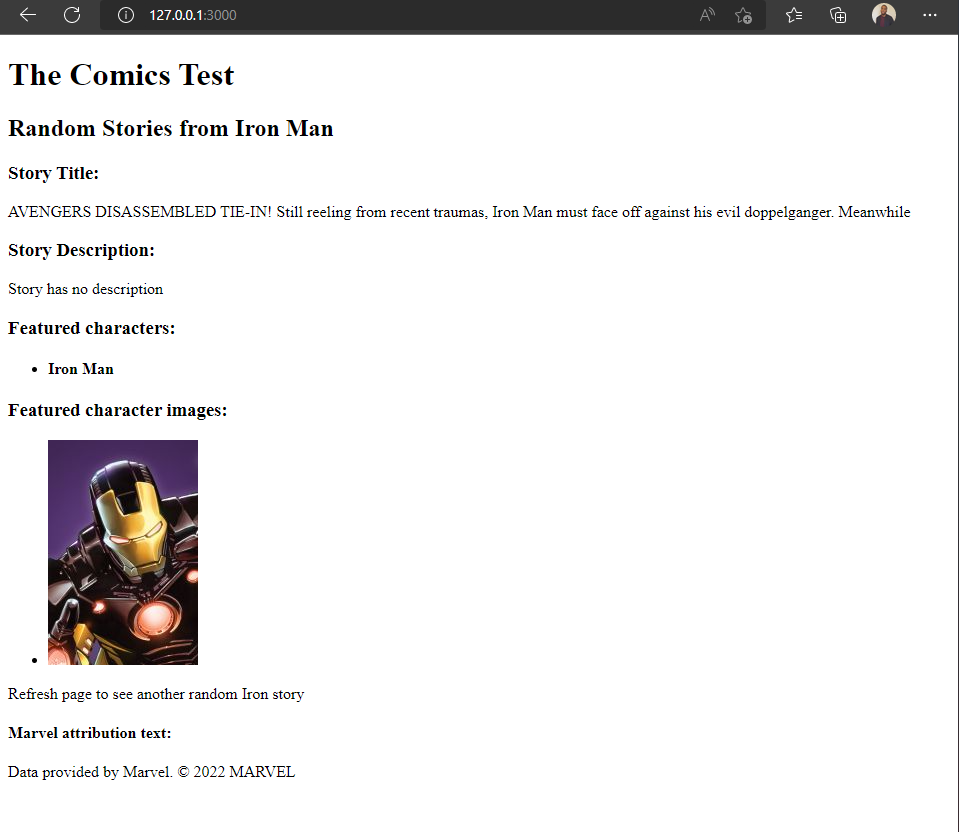 127.0.0.1:3000
The Comics Test
Random Stories from Iron Man
Story Title:
AVENGERS DISASSEMBLED TIE-IN! Still reeling from recent traumas, Iron Man must face off against his evil doppelganger. Meanwhile
Story Description:
Story has no description
Featured characters:
Iron Man
Featured character images:
Refresh page to see another random Iron story
Marvel attribution text:
Data provided by Marvel. © 2022 MARVEL